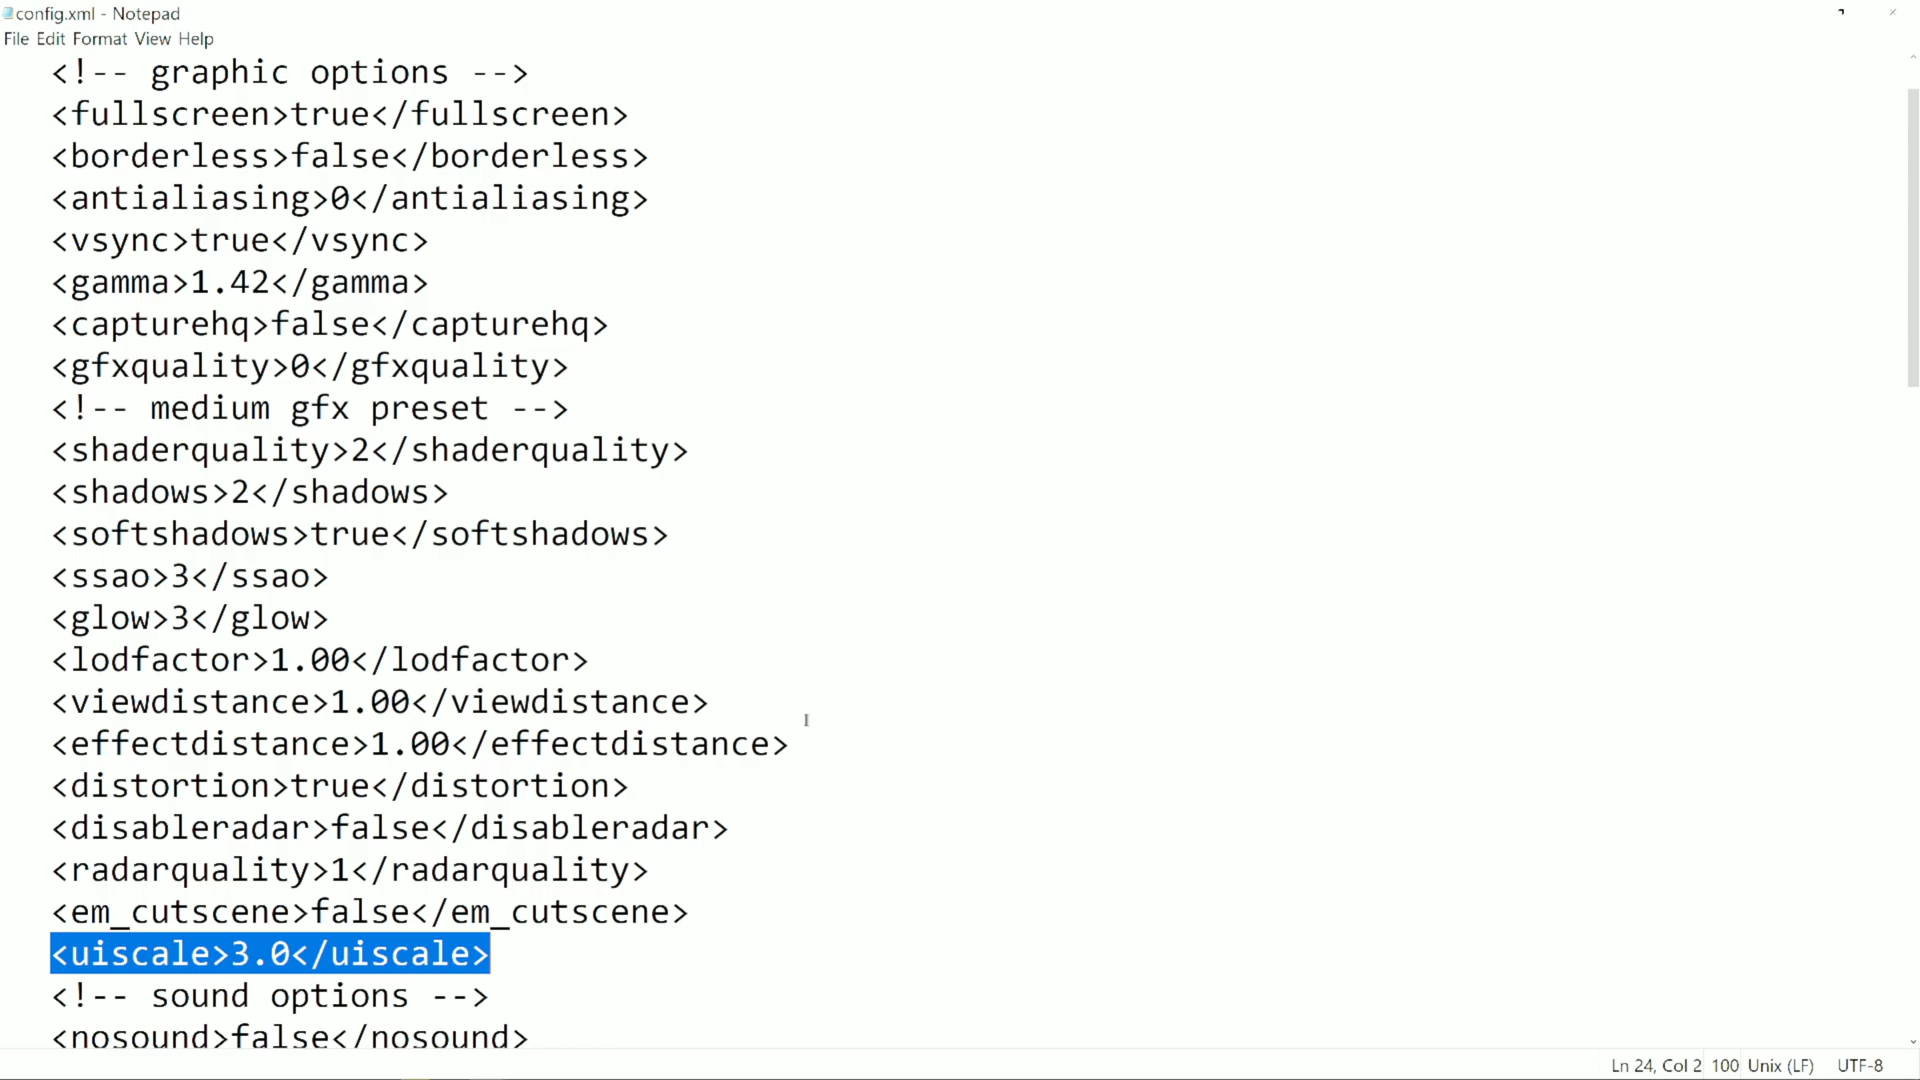 config.xml - Notepad
File Edit Format View Help
<!-- graphic options -->
<fullscreen>true</fullscreen>
<borderless>false</borderless>
<antialiasing>0</antialiasing>
<vsync>true</vsync>
<gamma>1.42</gamma>
<capturehq>false</capturehq>
<gfxquality>0</gfxquality>
<!-- medium gfx preset -->
<shaderquality>2</shaderquality>
<shadows>2</shadows>
<softshadows>true</softshadows>
<ssao>3</ssao>
<glow>3</glow>
<lodfactor>1.00</lodfactor>
<viewdistance>1.00</viewdistance>
<effectdistance>1.00</effectdistance>
<distortion>true</distortion>
<disableradar>false</disableradar>
<radarquality>1</radarquality>
<em_cutscene>false</em_cutscene>
<uiscale>3.0</uiscale>
<!-- sound options -->
<nosound>false</nosound>
Ln 24, Col 2 100 Unix (LF) UTF-8